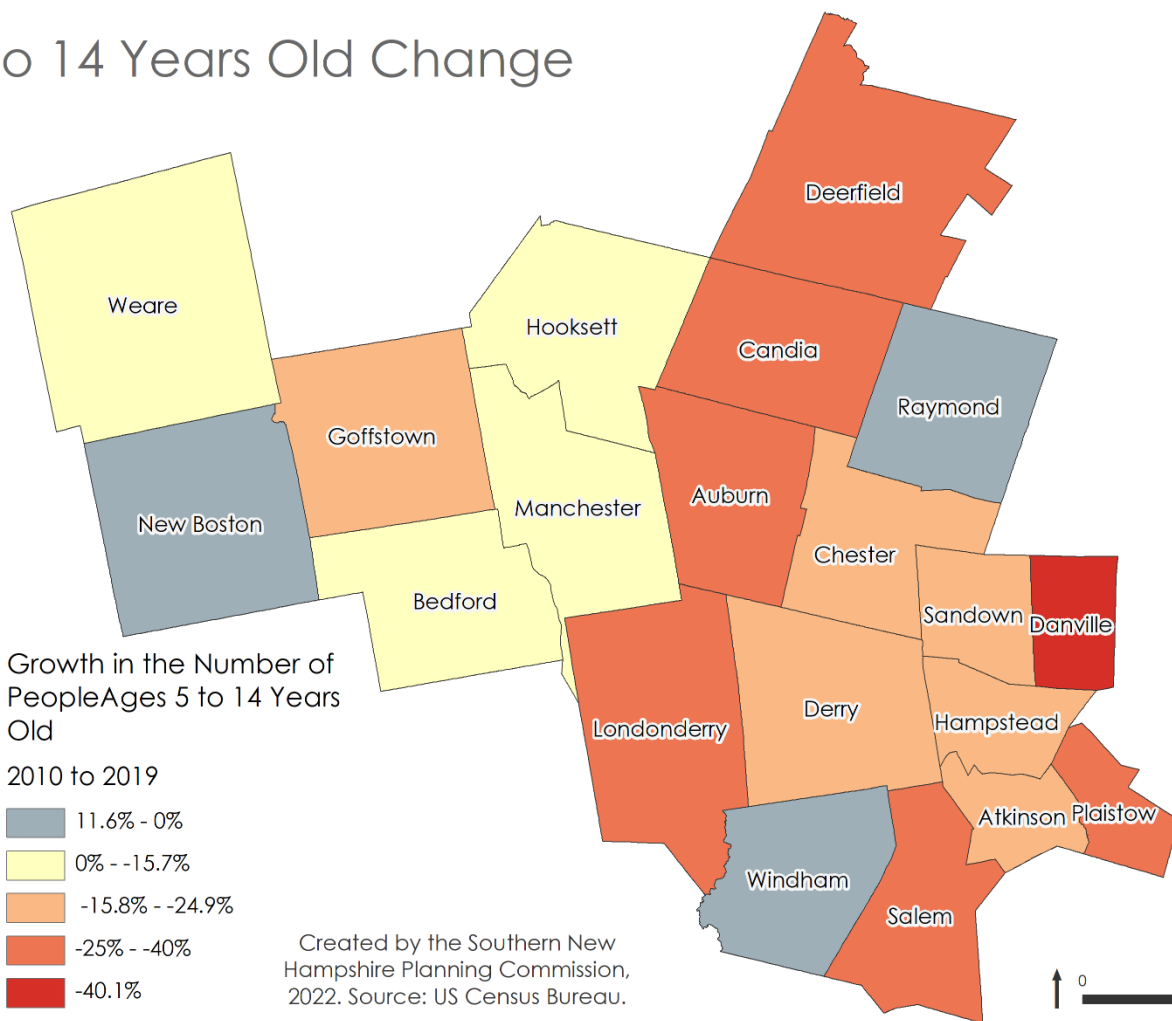 o 14 Years Old Change
Deerfield
Weare
Hooksett
Candia
Raymond
Goffstown
Auburn
Manchester
New Boston
Chester
Bedford
Sandown
Danville
Growth in the Number of
PeopleAges 5 to 14 Years
Old
2010 to 2019
11.6% - 0%
0% - -15.7%
-15.8% - -24.9%
-25% - -40%
-40.1%
Londonderry
Derry
Hampstead
Atkinson
Plaistow
Windham
Salem
Created by the Southern New
Hampshire Planning Commission,
2022. Source: US Census Bureau.
0